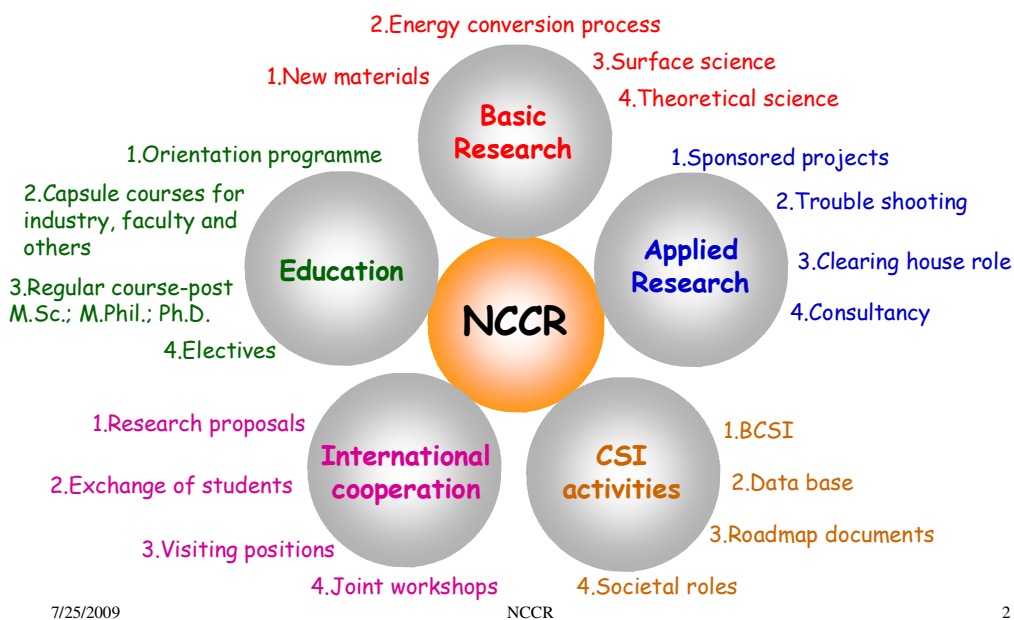 2.Energy conversion process
1.New materials
3.Surface science
4.Theoretical science
Basic
Research
1.Orientation programme
2.Capsule courses for
industry, faculty and
others
3.Regular course-post
M.Sc.; M.Phil.; Ph.D.
4.Electives
Education
1.Sponsored projects
2.Trouble shooting
3.Clearing house role
4.Consultancy
Applied
Research
NCCR
1.Research proposals
2.Exchange of students
3.Visiting positions
4.Joint workshops
International
cooperation
CSI
activities
1.BCSI
2.Data base
3.Roadmap documents
4.Societal roles
7/25/2009
NCCR
2